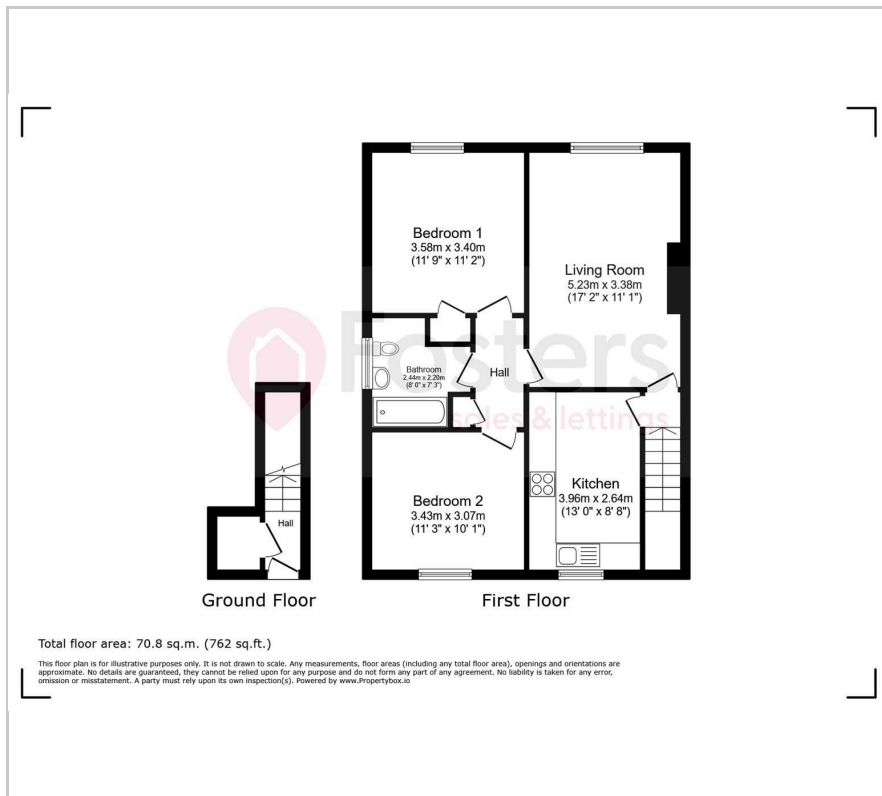 Bedroom 1
3.58m x 3.40m
(11' 9" x 11' 2")
Living Room
5.23m x 3.38m
(17' 2" x 11' 1")
Fosters
sales & lettings
Bathroom
2.44m x 2.20m
(8' 0" x 7' 3")
Hall
Kitchen
3.96m x 2.64m
(13' 0" x 8' 8")
Bedroom 2
3.43m x 3.07m
(11' 3" x 10' 1")
Hall
Ground Floor
First Floor
Total floor area: 70.8 sq.m. (762 sq.ft.)
This floor plan is for illustrative purposes only. It is not drawn to scale. Any measurements, floor areas (including any total floor area), openings and orientations are
approximate. No details are guaranteed, they cannot be relied upon for any purpose and do not form any part of any agreement. No liability is taken for any error,
omission or misstatement. A party must rely upon its own inspection(s). Powered by www.Propertybox.io